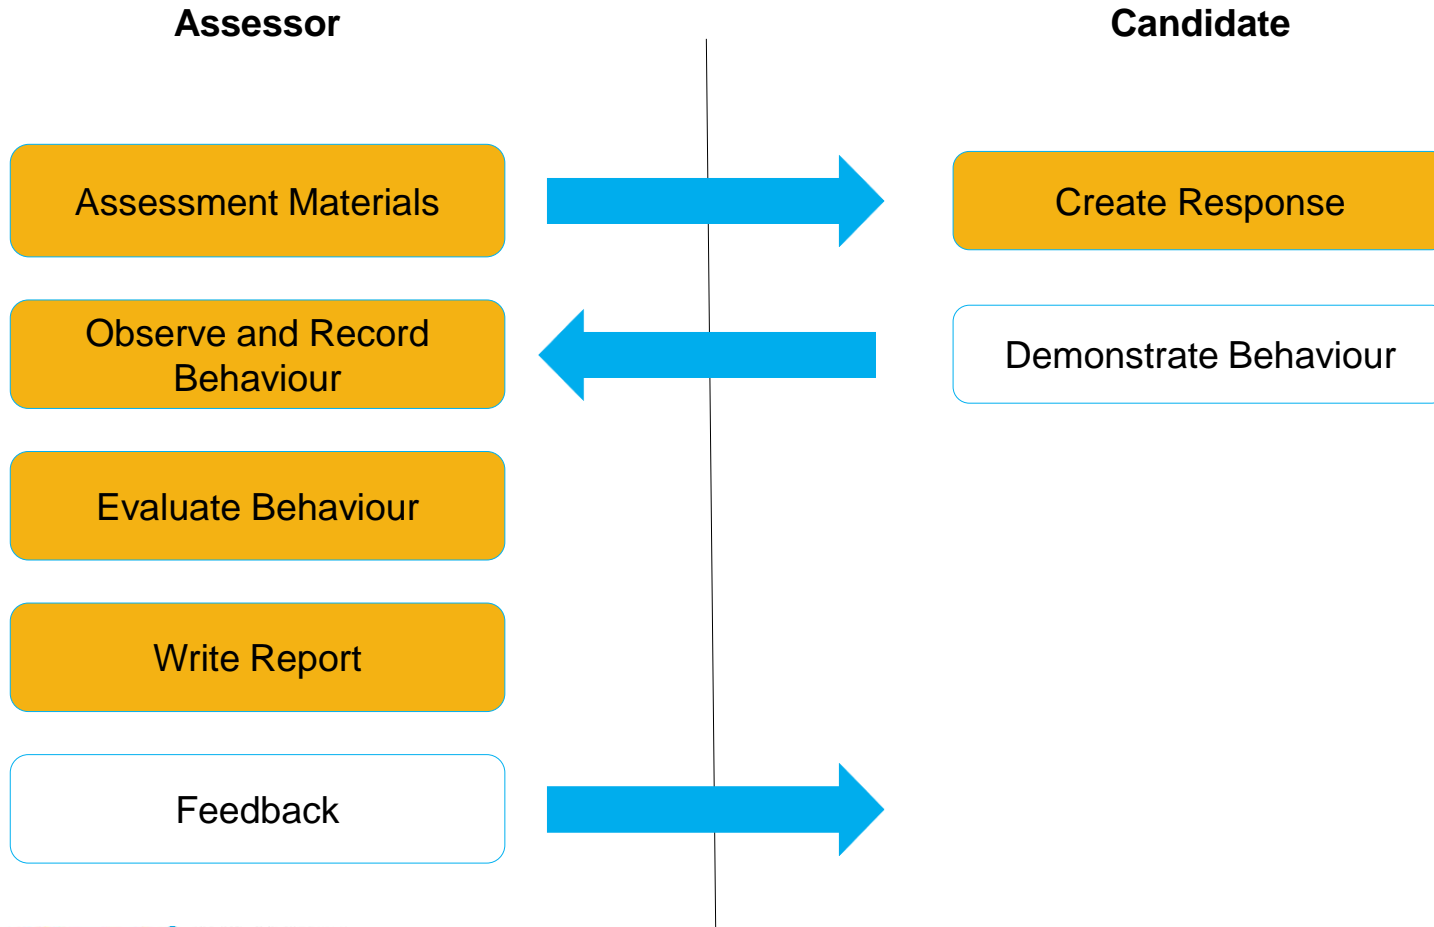 Assessor
Candidate
Assessment Materials
Create Response
Observe and Record
Behaviour
Demonstrate Behaviour
Evaluate Behaviour
Write Report
Feedback